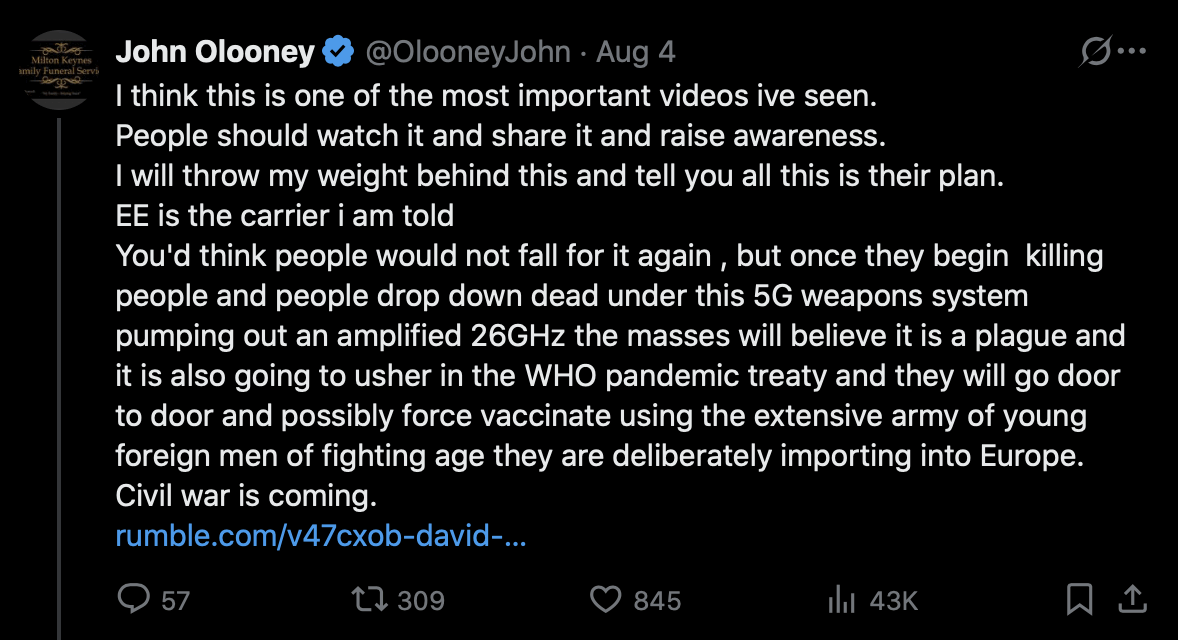 Milton Keynes
amily Funeral Servi
John Olooney @OlooneyJohn · Aug 4
I think this is one of the most important videos ive seen.
People should watch it and share it and raise awareness.
I will throw my weight behind this and tell you all this is their plan.
EE is the carrier i am told
You'd think people would not fall for it again , but once they begin  killing
people and people drop down dead under this 5G weapons system
pumping out an amplified 26GHz the masses will believe it is a plague and
it is also going to usher in the WHO pandemic treaty and they will go door
to door and possibly force vaccinate using the extensive army of young
foreign men of fighting age they are deliberately importing into Europe.
Civil war is coming.
rumble.com/v47cxob-david-...
57 309 845 43K